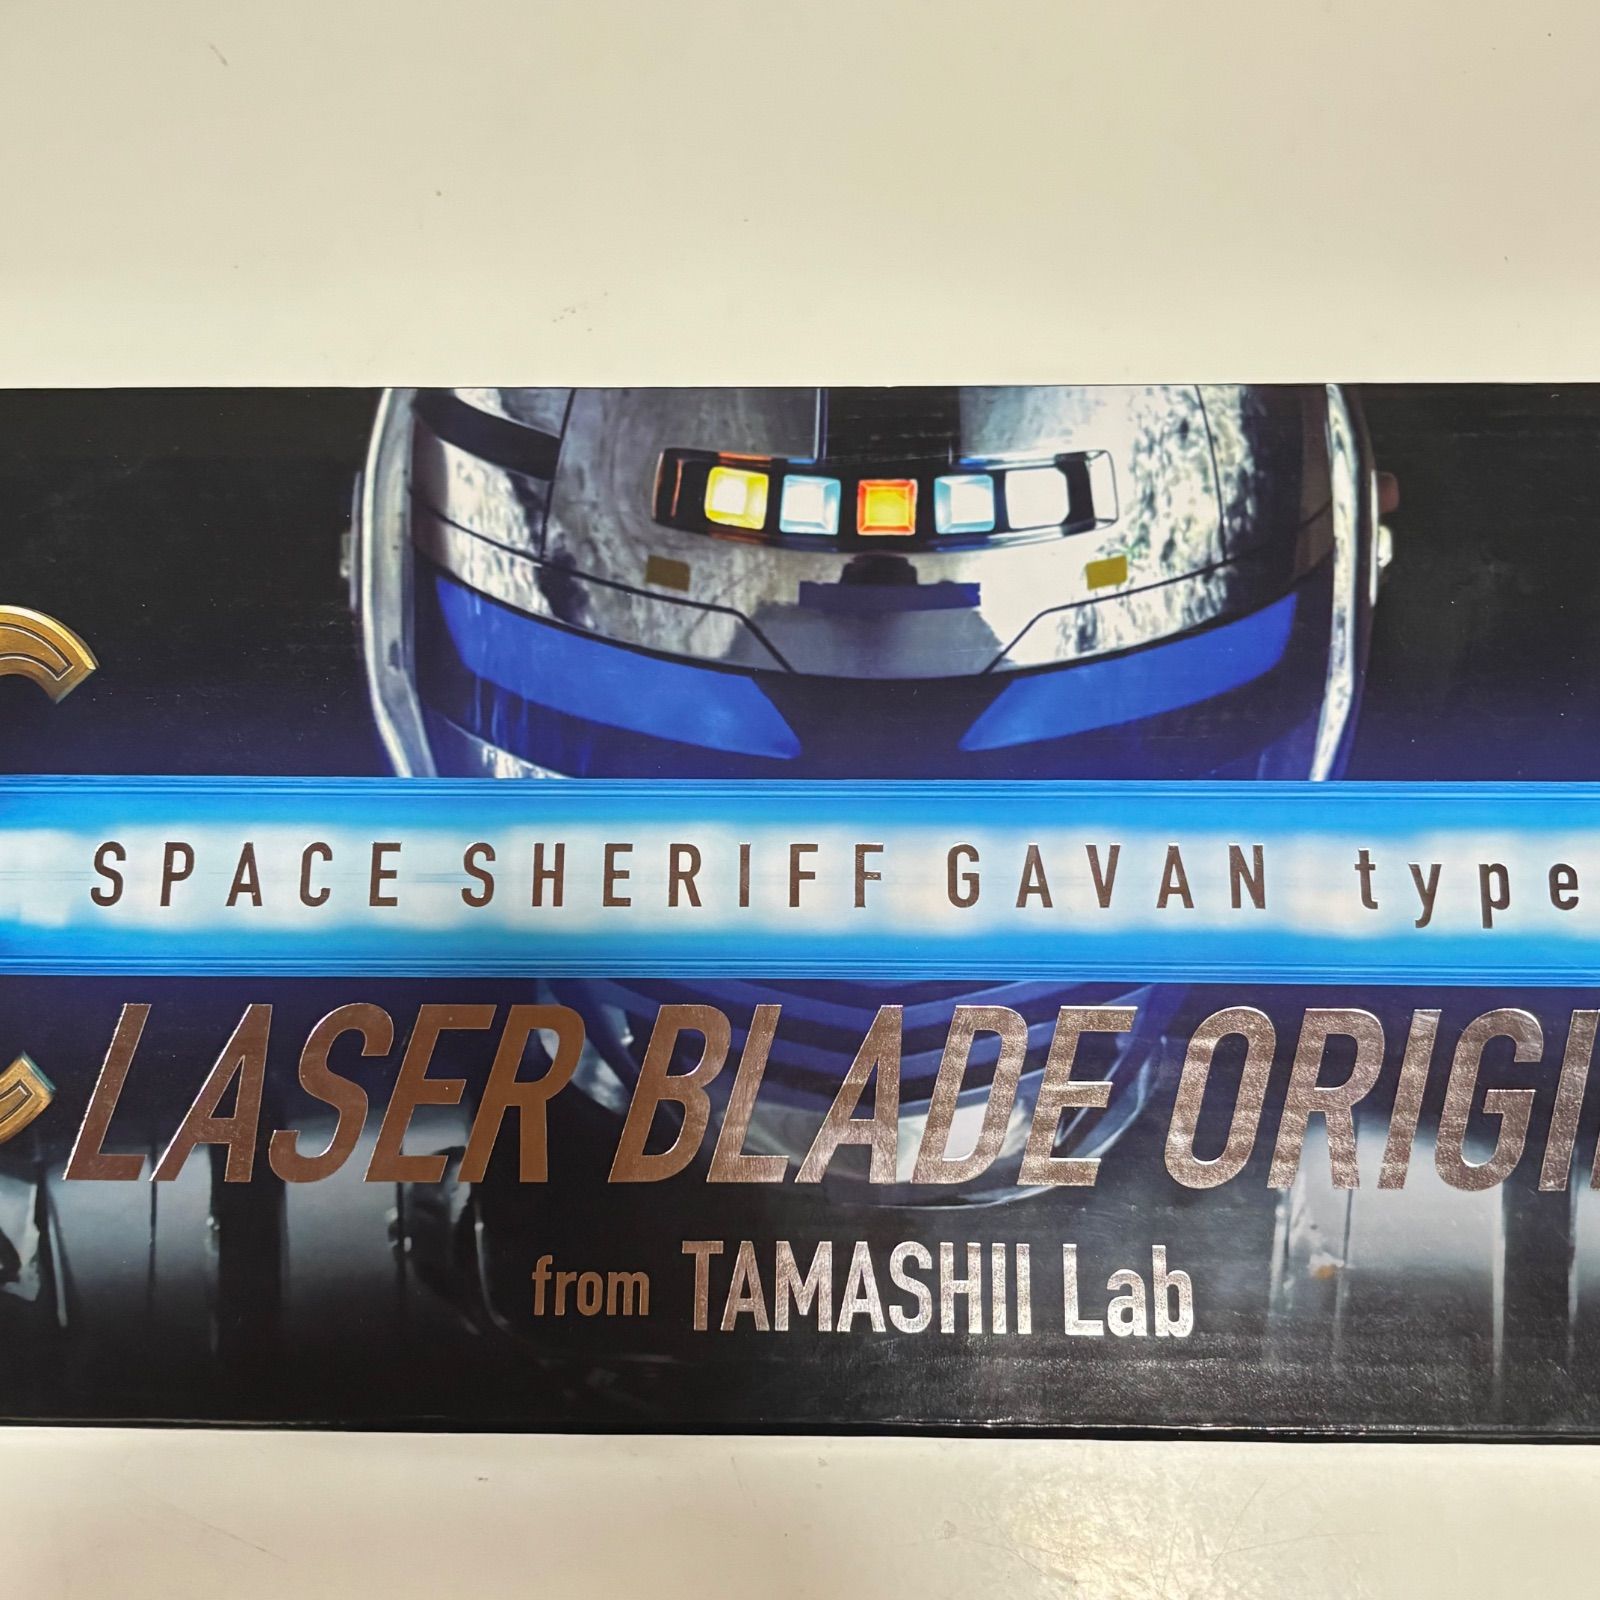 SPACE SHERIFF GAVAN type
LASER BLADE ORIGI
from TAMASHII Lab